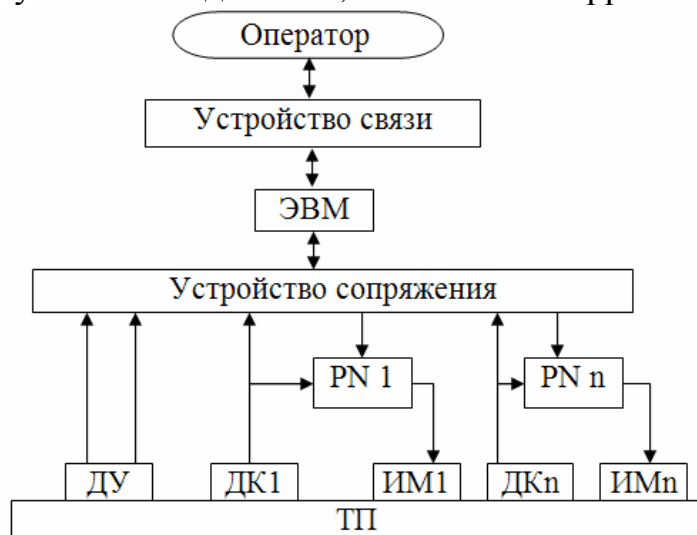 Оператор
Устройство связи
ЭВМ
Устройство сопряжения
PN 1
PN n
ДУ
ДК1
ИМ1
ДКn
ИМn
ТП